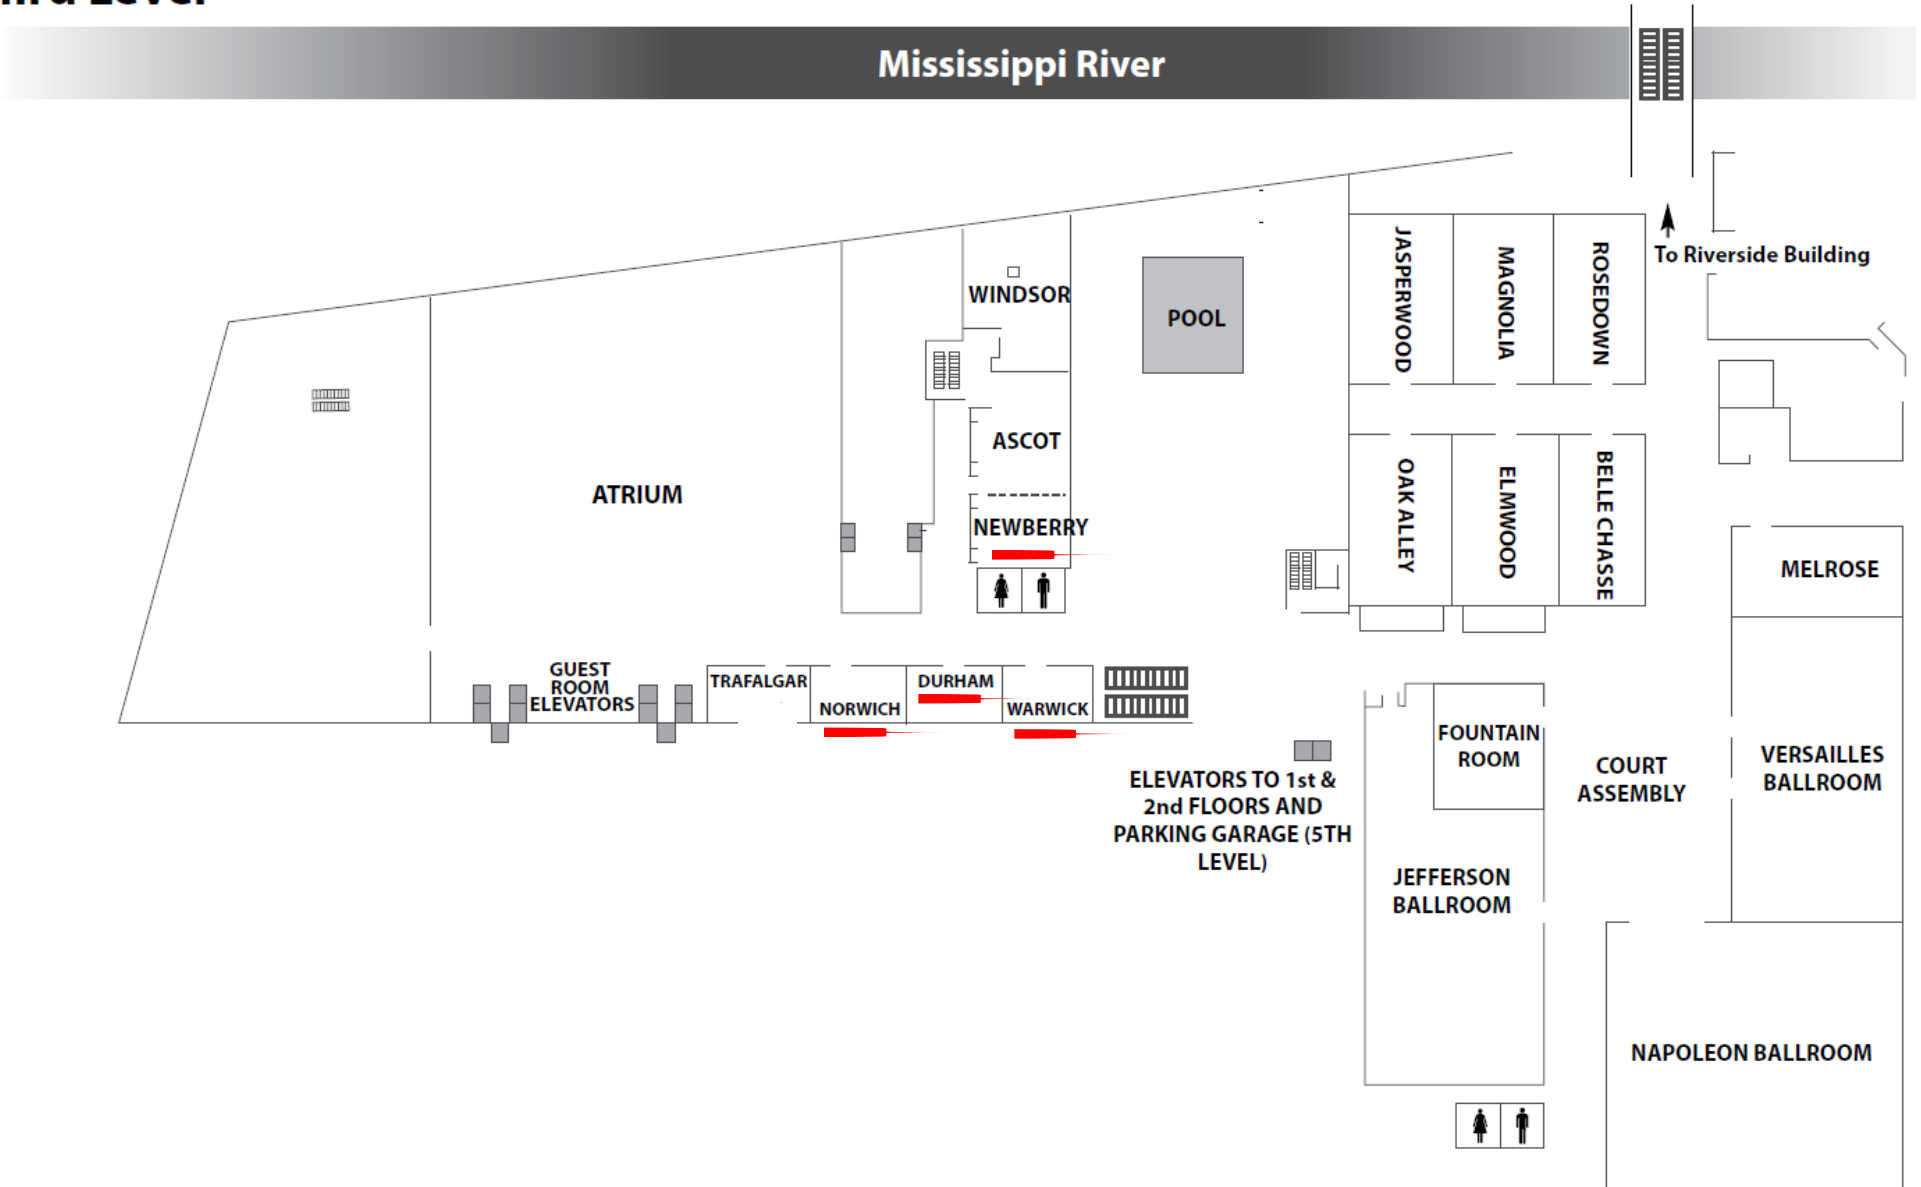 Level
Mississippi River
To Riverside Building
JASPERWOOD
MAGNOLIA
ROSEDOWN
WINDSOR
POOL
ASCOT
ATRIUM
NEWBERRY
OAK ALLEY
ELMWOOD
BELLE CHASSE
MELROSE
GUEST
ROOM
ELEVATORS
TRAFALGAR
NORWICH
DURHAM
WARWICK
FOUNTAIN
ROOM
COURT
ASSEMBLY
VERSAILLES
BALLROOM
ELEVATORS TO 1st &
2nd FLOORS AND
PARKING GARAGE (5TH
LEVEL)
JEFFERSON
BALLROOM
NAPOLEON BALLROOM